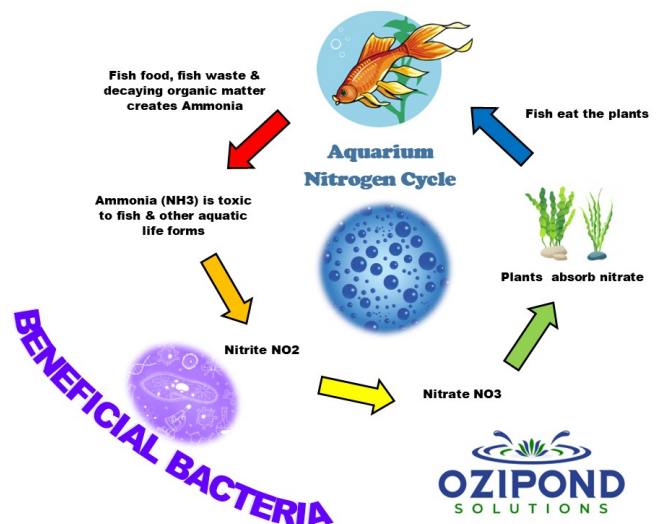 Fish food, fish waste &
decaying organic matter
creates Ammonia
Fish eat the plants
Aquarium
Nitrogen Cycle
Ammonia (NH3) is toxic
to fish & other aquatic
life forms
Plants absorb nitrate
Nitrite NO2
Nitrate NO3
BENEFICIAL BACTERIA
OZIPOND
SOLUTIONS